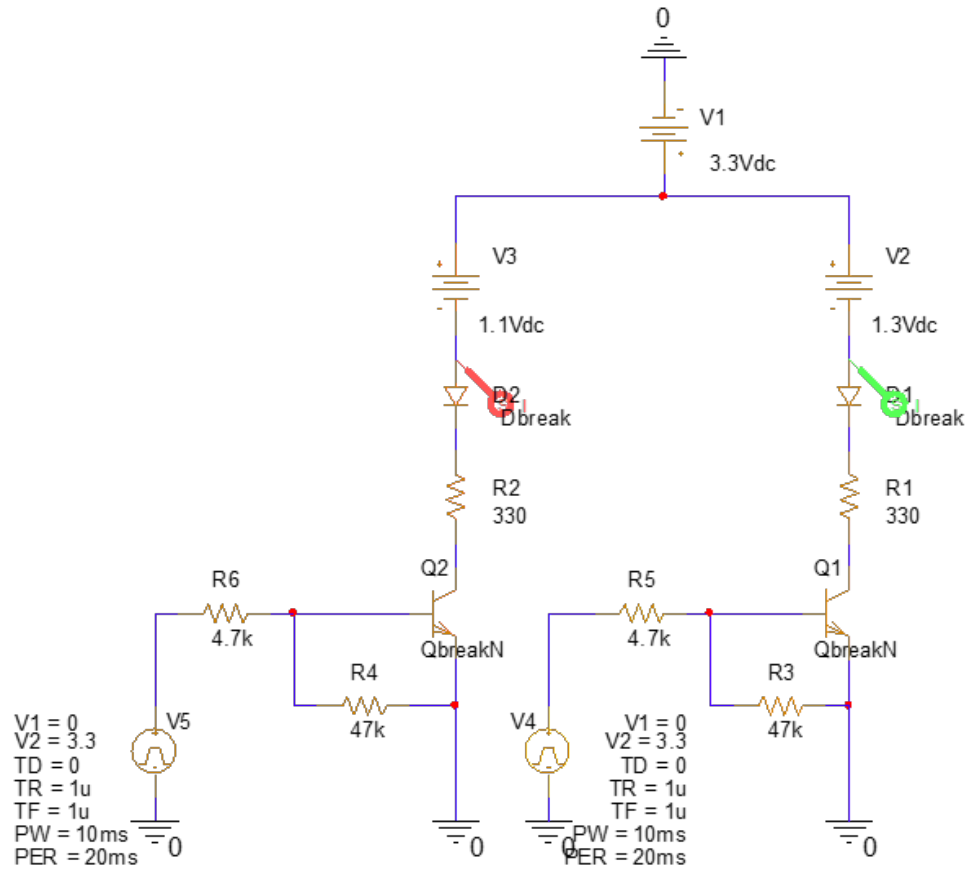 0
V1
3.3Vdc
V3
V2
1.1Vdc
1.3Vdc
D2
D1
Dbreak
Dbreak
R2
330
R1
330
Q2
Q1
R6
R5
4.7k
4.7k
QbreakN
QbreakN
R4
R3
47k
47k
V5
V1 = 0
V2 = 3.3
TD = 0
TR = 1u
TF = 1u
PW = 10ms
PER = 20ms
V4
V1 = 0
V2 = 3.3
TD = 0
TR = 1u
TF = 1u
PW = 10ms
PER = 20ms
0
0
0
0